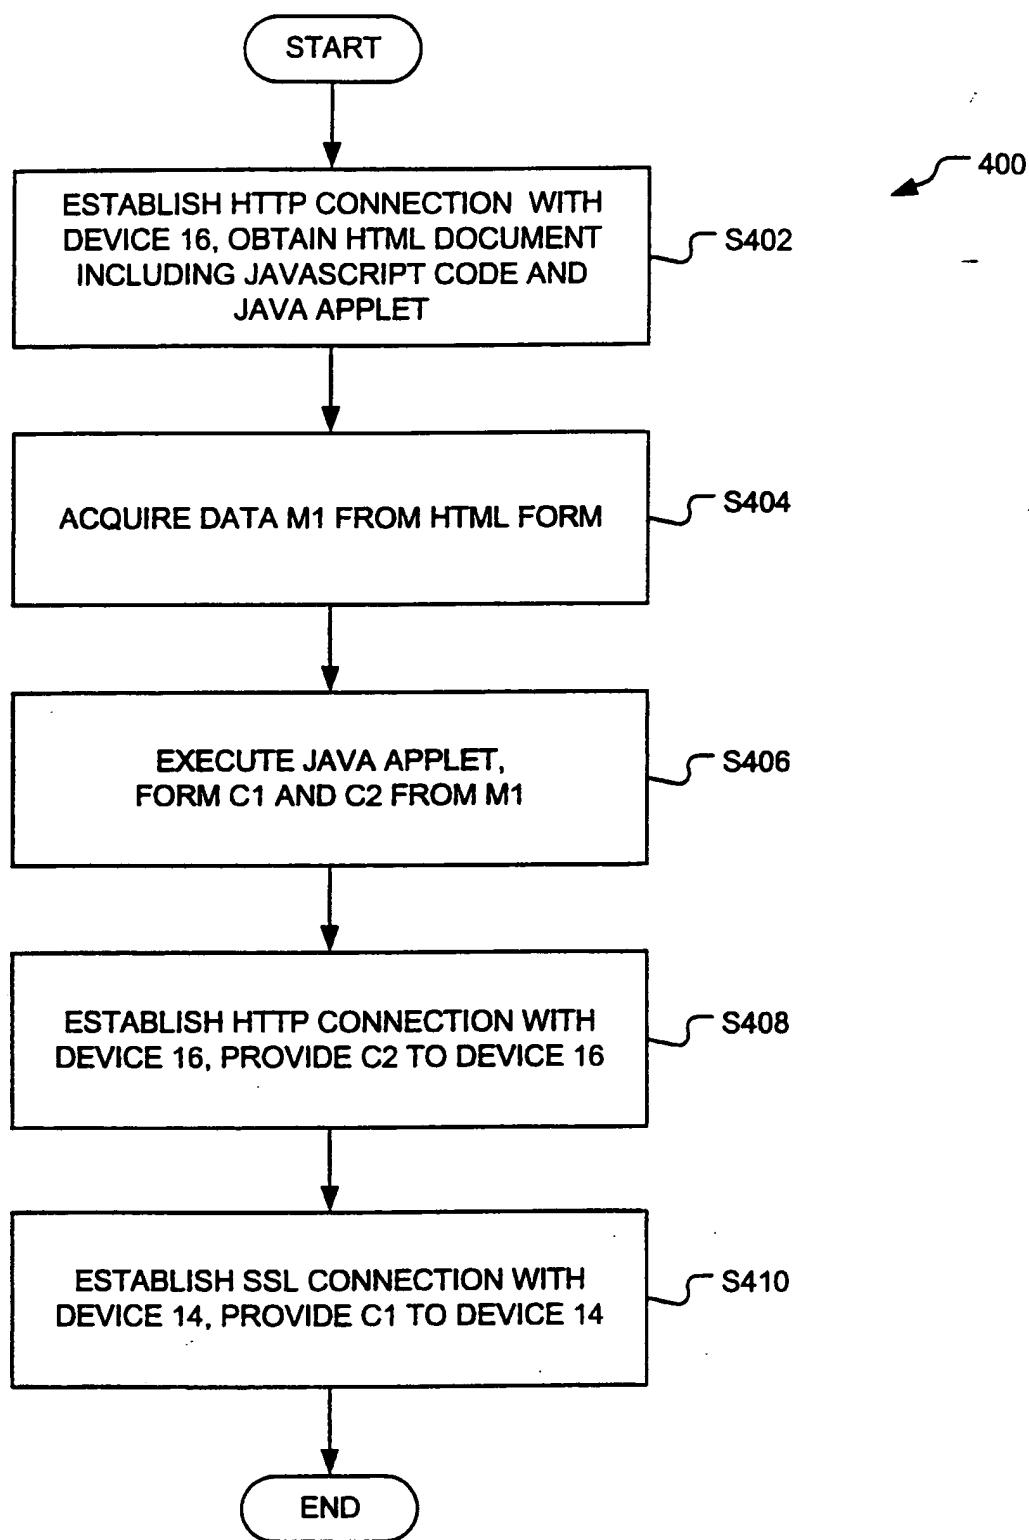 START
400
ESTABLISH HTTP CONNECTION WITH
DEVICE 16, OBTAIN HTML DOCUMENT
INCLUDING JAVASCRIPT CODE AND
JAVA APPLET
S402
ACQUIRE DATA M1 FROM HTML FORM
S404
EXECUTE JAVA APPLET,
FORM C1 AND C2 FROM M1
S406
ESTABLISH HTTP CONNECTION WITH
DEVICE 16, PROVIDE C2 TO DEVICE 16
S408
ESTABLISH SSL CONNECTION WITH
DEVICE 14, PROVIDE C1 TO DEVICE 14
S410
END